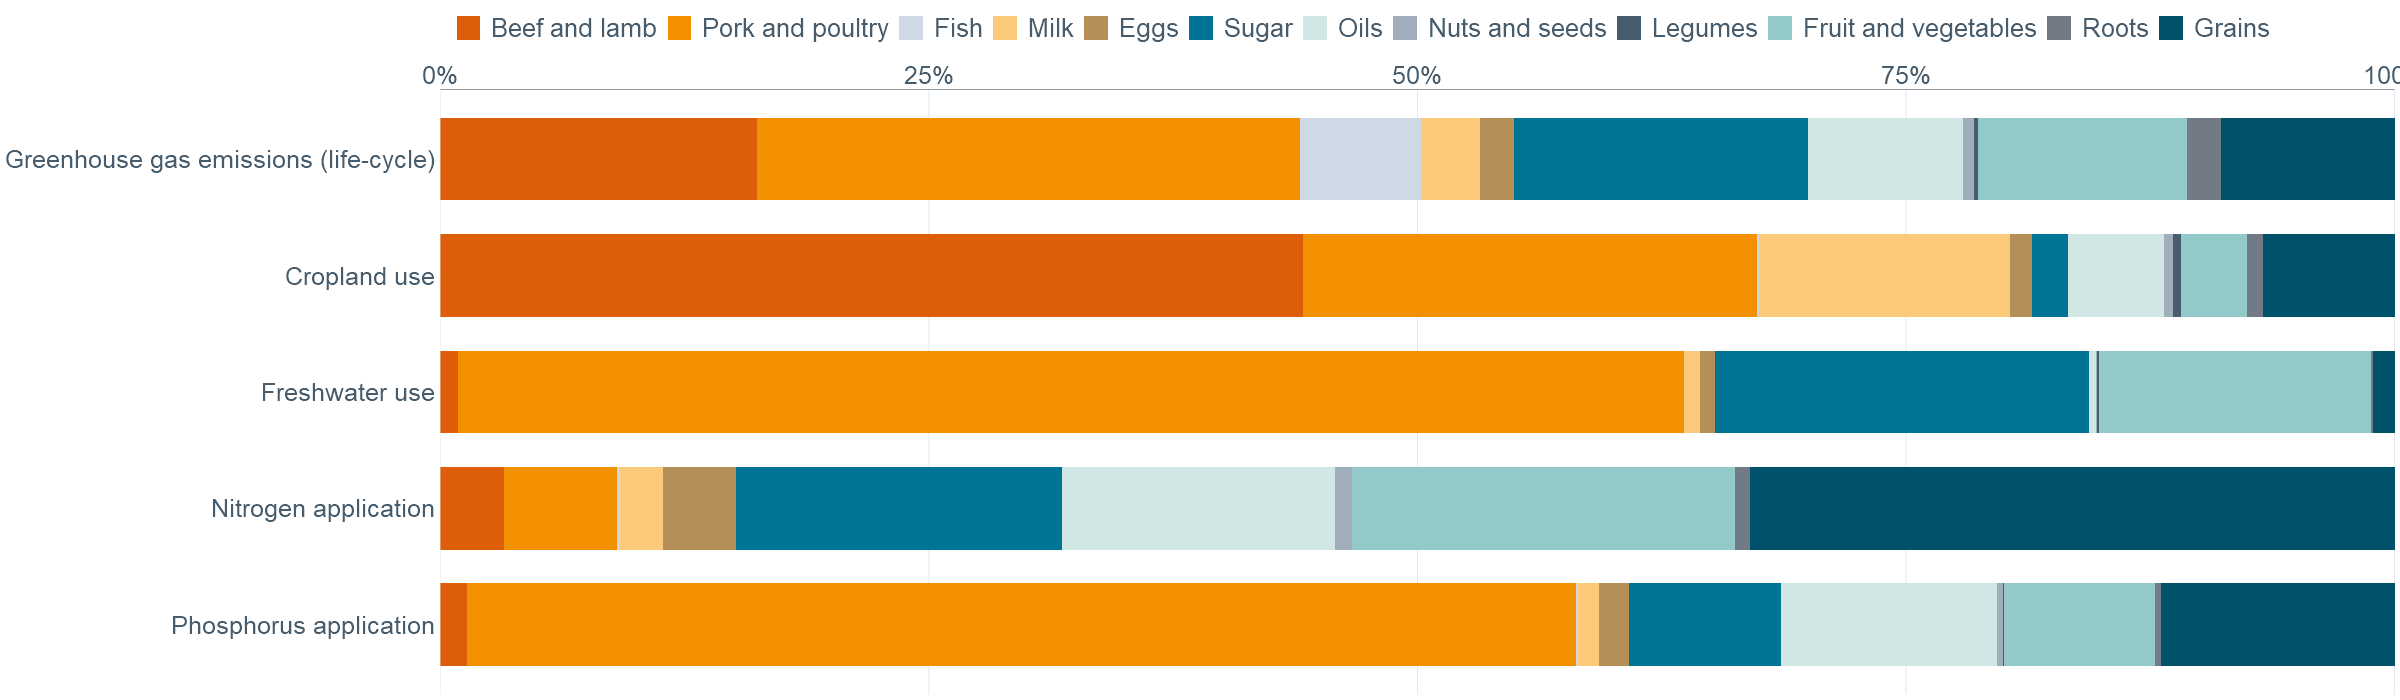 Beef and lamb Pork and poultry Fish Milk Eggs Sugar Oils Nuts and seeds Legumes Fruit and vegetables Roots Grains
0% 25% 50% 75% 100
Greenhouse gas emissions (life-cycle)
Cropland use
Freshwater use
Nitrogen application
Phosphorus application